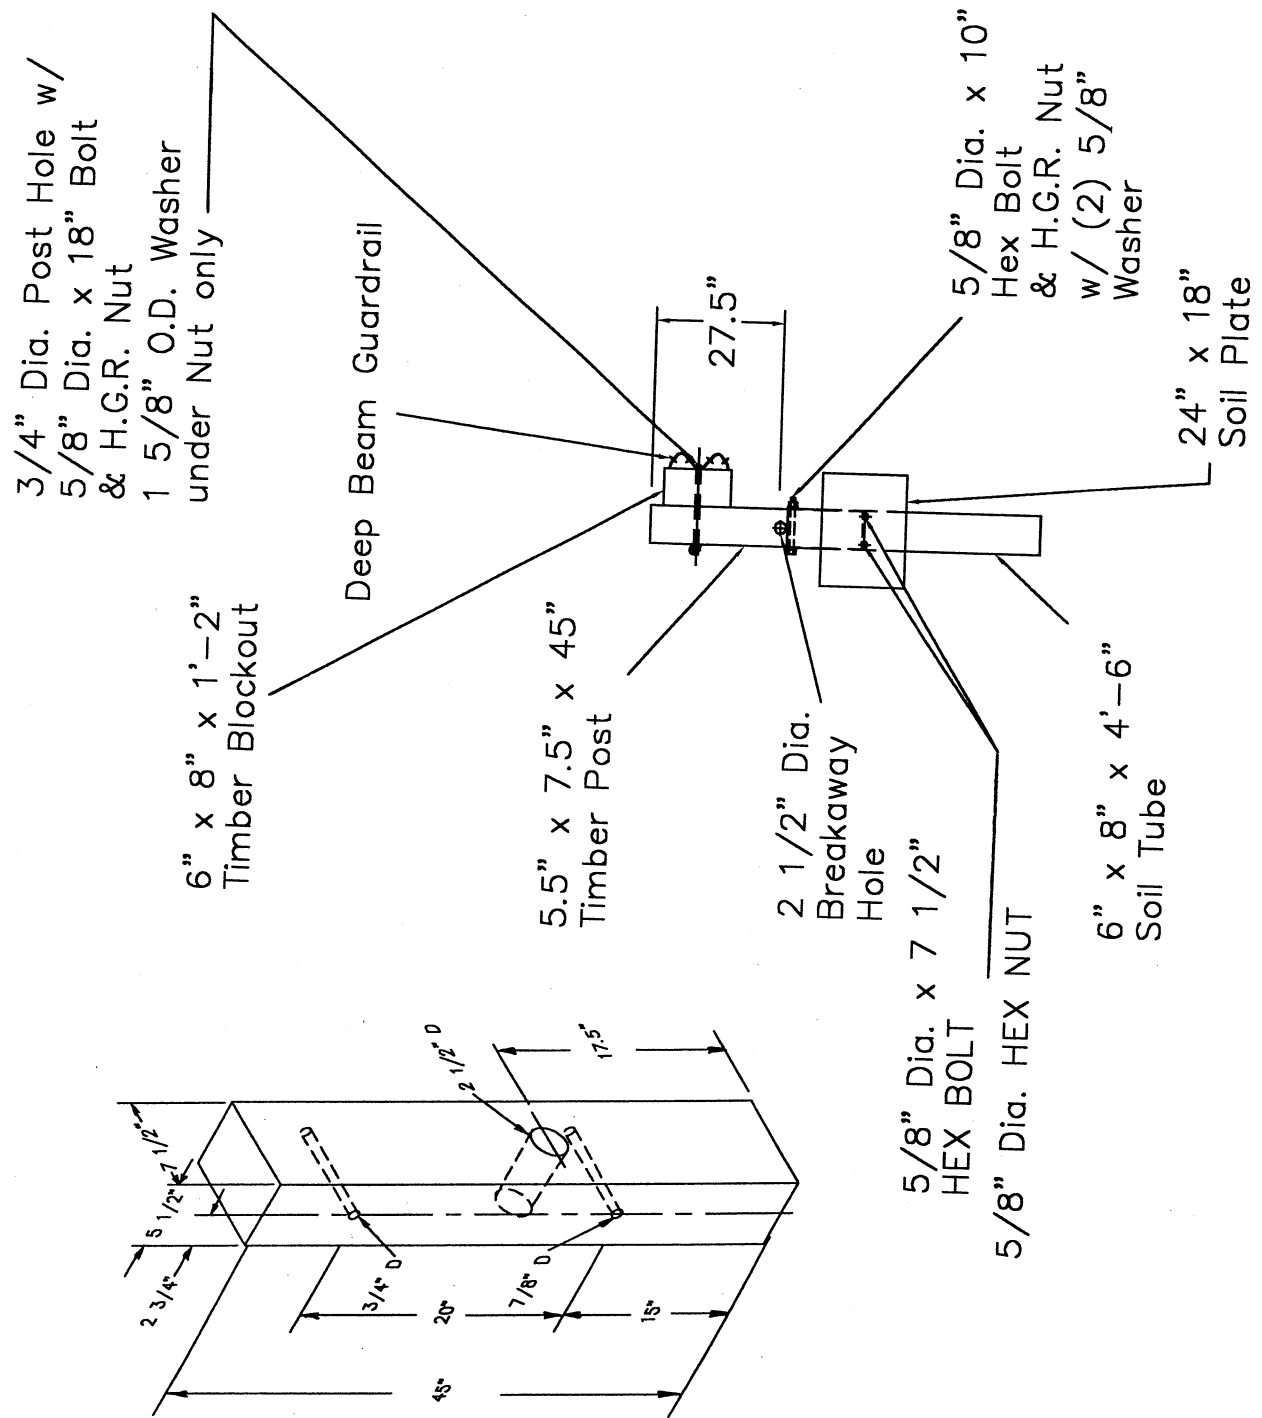 3/4" Dia. Post Hole w/
5/8" Dia. x 18" Bolt
& H.G.R. Nut
1 5/8" O.D. Washer
under Nut only
Deep Beam Guardrail
6" x 8" x 1'-2"
Timber Blockout
27.5"
5/8" Dia. x 10"
Hex Bolt
& H.G.R. Nut
w/ (2) 5/8"
Washer
5.5" x 7.5" x 45"
Timber Post
2 1/2" Dia.
Breakaway
Hole
24" x 18"
Soil Plate
5/8" Dia. x 7 1/2"
HEX BOLT
5/8" Dia. HEX NUT
6" x 8" x 4'-6"
Soil Tube
7 1/2"
5 1/2"
2 3/4"
2 1/2" D
17.5"
3/4" D
20"
7/8" D
15"
45"